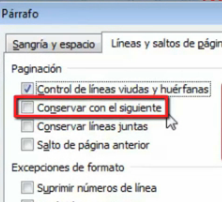 Párrafo
Sangría y espacio Líneas y saltos de págin
Paginación
Control de líneas viudas y huérfanas
Conservar con el siguiente
Conservar líneas juntas
Salto de página anterior
Excepciones de formato
Suprimir números de línea